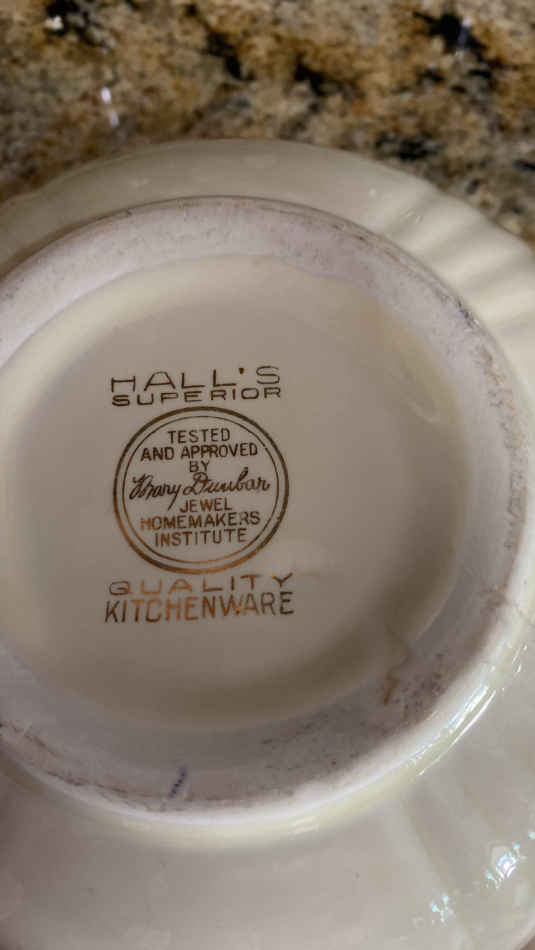 HALL'S
SUPERIOR
TESTED
AND APPROVED
BY
Mary Dunbar
JEWEL
HOMEMAKERS
INSTITUTE
QUALITY
KITCHENWARE